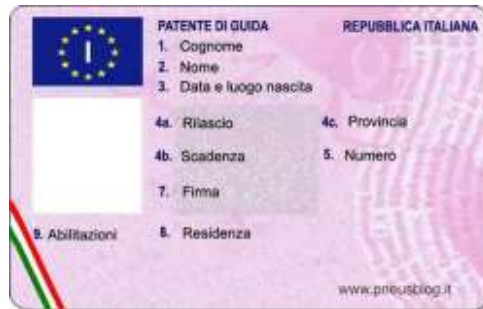 I
PATENTE DI GUIDA REPUBBLICA ITALIANA
1. Cognome
2. Nome
3. Data e luogo nascita
4a. Rilascio 4c. Provincia
4b. Scadenza 5. Numero
7. Firma
9. Abilitazioni 8. Residenza
www.pneusblog.it